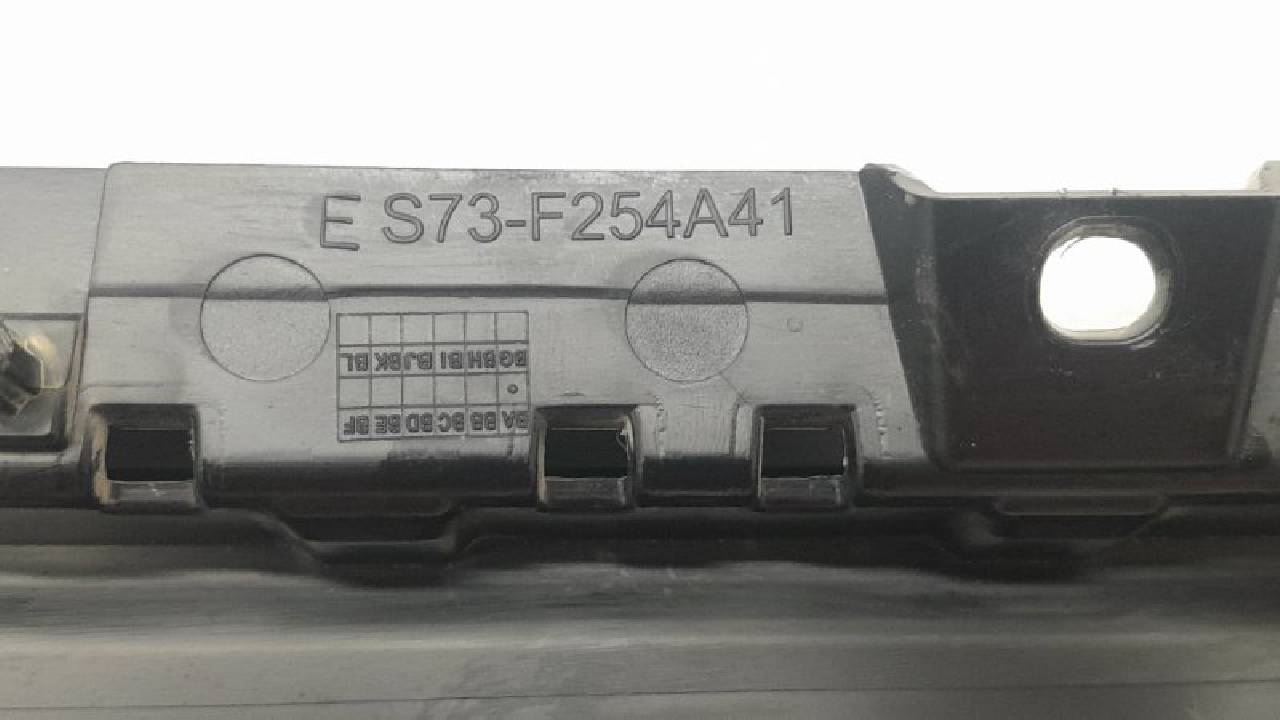 E S73-F254A41
BG BH BI BJ BK BL
BA BB BC BD BE BF